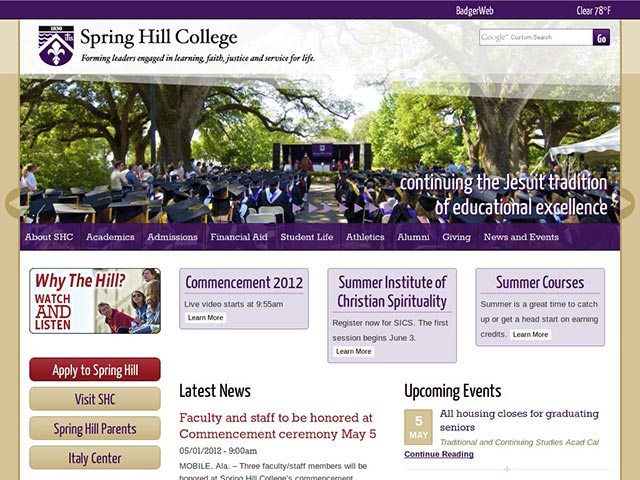 BadgerWeb
Clear 78°F
1830
Spring Hill College
Forming leaders engaged in learning, faith, justice and service for life.
Google™ Custom Search
Go
continuing the Jesuit tradition
of educational excellence
About SHC
Academics
Admissions
Financial Aid
Student Life
Athletics
Alumni
Giving
News and Events
Why The Hill?
WATCH
AND
LISTEN
Commencement 2012
Live video starts at 9:55am
Learn More
Summer Institute of
Christian Spirituality
Register now for SICS. The first
session begins June 3.
Learn More
Summer Courses
Summer is a great time to catch
up or get a head start on earning
credits. Learn More
Apply to Spring Hill
Visit SHC
Spring Hill Parents
Italy Center
Latest News
Faculty and staff to be honored at
Commencement ceremony May 5
05/01/2012 - 9:00am
MOBILE, Ala. – Three faculty/staff members will be
honored at Spring Hill College's commencement
Upcoming Events
5
MAY
All housing closes for graduating
seniors
Traditional and Continuing Studies Acad Cal
Continue Reading